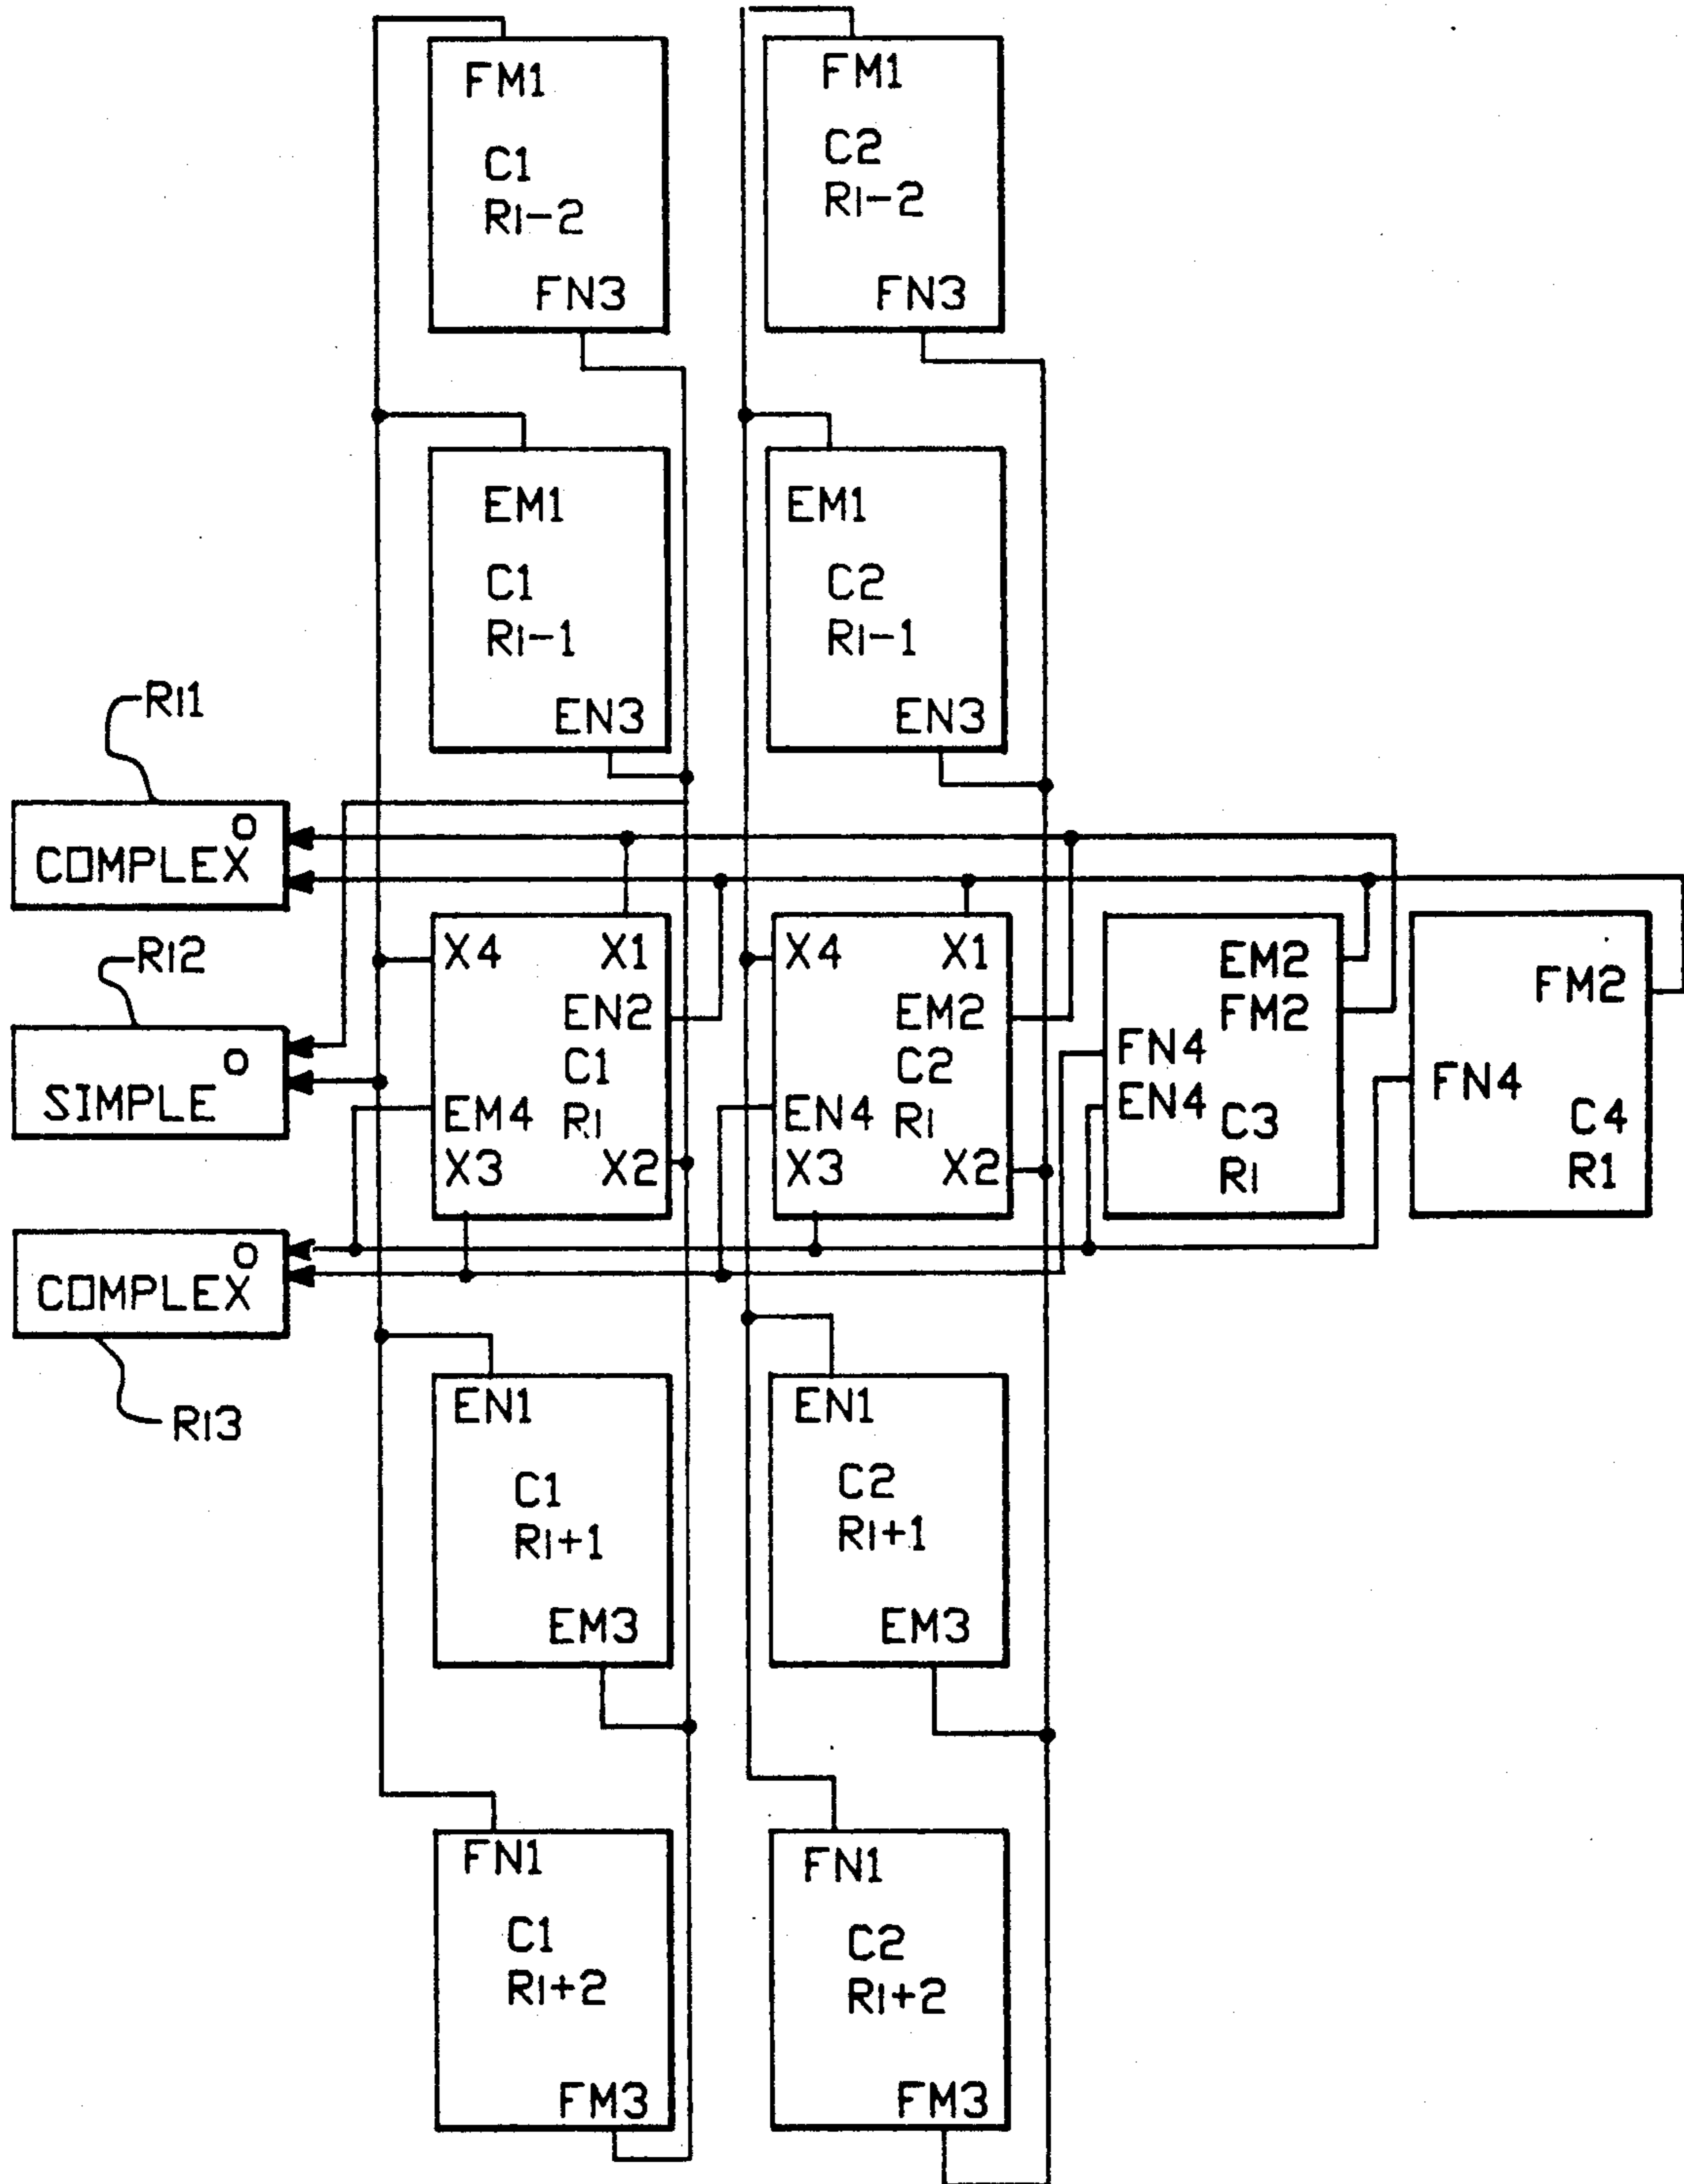 FM1
C1
Ri-2
FN3
FM1
C2
Ri-2
FN3
EM1
C1
Ri-1
EN3
EM1
C2
Ri-1
EN3
Ri1
O
COMPLEX
Ri2
O
SIMPLE
O
COMPLEX
Ri3
X4 X1
EN2
C1
EM4 Ri
X3 X2
X4 X1
EM2
C2
EN4 Ri
X3 X2
EM2
FM2
FN4
EN4
C3
Ri
FM2
FN4
C4
R1
EN1
C1
Ri+1
EM3
EN1
C2
Ri+1
EM3
FN1
C1
Ri+2
FM3
FN1
C2
Ri+2
FM3